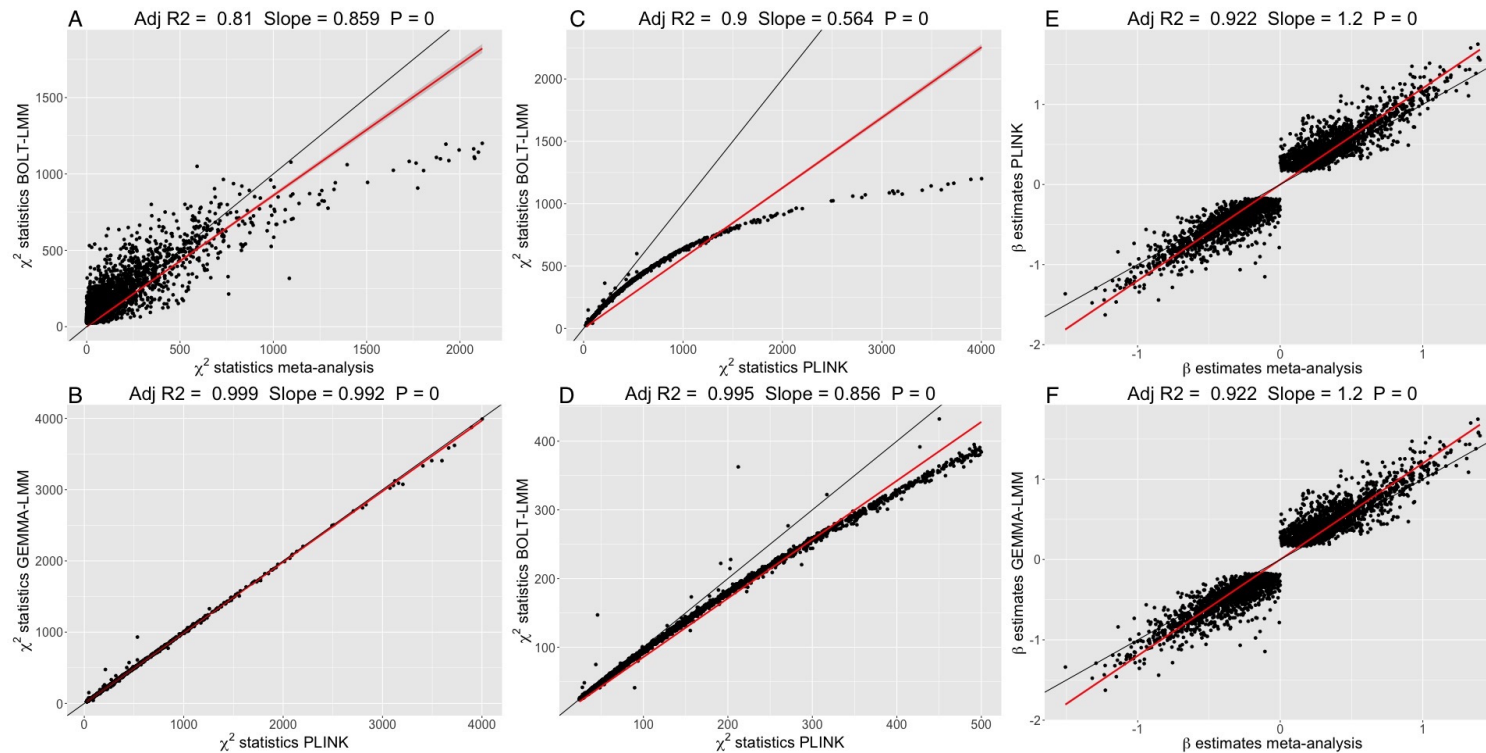 A
Adj R2 = 0.81 Slope = 0.859 P = 0
1500
1000
500
0
χ² statistics BOLT-LMM
0 500 1000 1500 2000
χ² statistics meta-analysis
C
Adj R2 = 0.9 Slope = 0.564 P = 0
2000
1500
1000
500
0
χ² statistics BOLT-LMM
0 1000 2000 3000 4000
χ² statistics PLINK
E
Adj R2 = 0.922 Slope = 1.2 P = 0
1
0
-1
-2
β estimates PLINK
-1 0 1
β estimates meta-analysis
B
Adj R2 = 0.999 Slope = 0.992 P = 0
4000
3000
2000
1000
0
χ² statistics GEMMA-LMM
0 1000 2000 3000 4000
χ² statistics PLINK
D
Adj R2 = 0.995 Slope = 0.856 P = 0
400
300
200
100
χ² statistics BOLT-LMM
100 200 300 400 500
χ² statistics PLINK
F
Adj R2 = 0.922 Slope = 1.2 P = 0
1
0
-1
-2
β estimates GEMMA-LMM
-1 0 1
β estimates meta-analysis